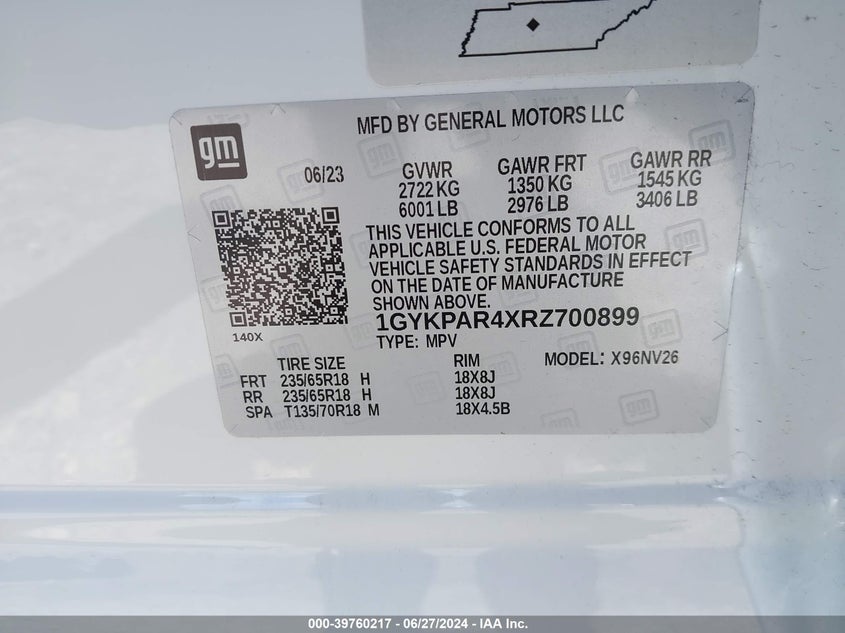 MFD BY GENERAL MOTORS LLC
gm
06/23
GVWR GAWR FRT GAWR RR
2722 KG 1350 KG 1545 KG
6001 LB 2976 LB 3406 LB
THIS VEHICLE CONFORMS TO ALL
APPLICABLE U.S. FEDERAL MOTOR
VEHICLE SAFETY STANDARDS IN EFFECT
ON THE DATE OF MANUFACTURE
SHOWN ABOVE.
1GYKPAR4XRZ700899
140X
TYPE: MPV
TIRE SIZE RIM MODEL: X96NV26
FRT 235/65R18 H 18X8J
RR 235/65R18 H 18X8J
SPA T135/70R18 M 18X4.5B
000-39760217 - 06/27/2024 - IAA Inc.